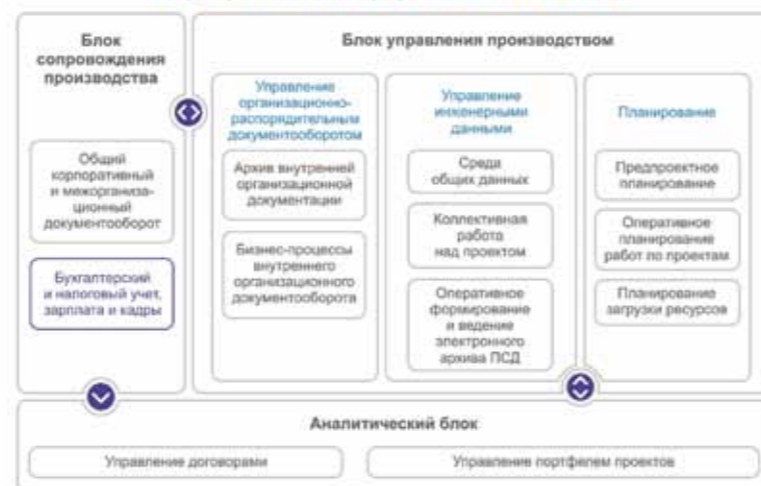 Блок
сопровождения
производства
Общий
корпоративный
и межорганиза-
ционный
документооборот
Бухгалтерский
и налоговый учет,
зарплата и кадры
Блок управления производством
Управление
организационно-
распорядительным
документооборотом
Архив внутренней
организационной
документации
Бизнес-процессы
внутреннего
организационного
документооборота
Управление
инженерными
данными
Среда
общих данных
Коллективная
работа
над проектом
Оперативное
формирование
и ведение
электронного
архива ПСД
Планирование
Предпроектное
планирование
Оперативное
планирование
работ по проектам
Планирование
загрузки ресурсов
Аналитический блок
Управление договорами
Управление портфелем проектов